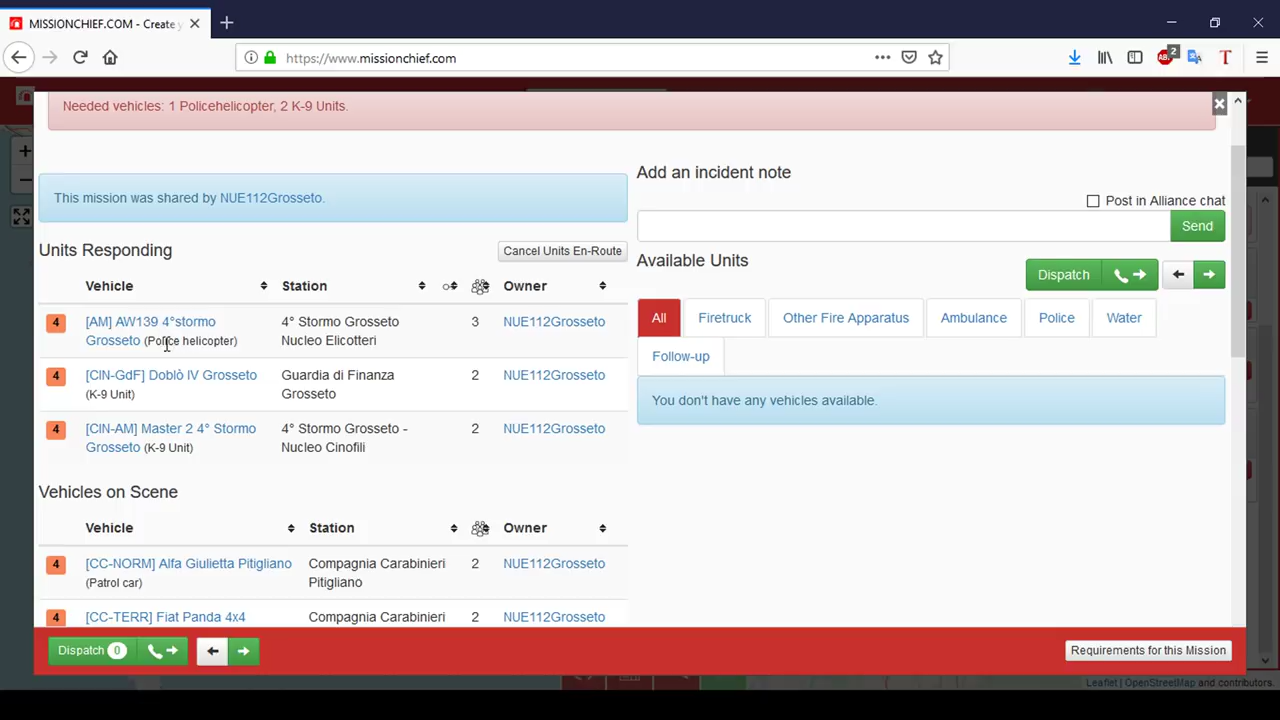 MISSIONCHIEF.COM - Create y
https://www.missionchief.com
2
T
Needed vehicles: 1 Policehelicopter, 2 K-9 Units.
This mission was shared by NUE112Grosseto.
Units Responding
Cancel Units En-Route
Vehicle Station Owner
4 [AM] AW139 4°stormo Grosseto (Police helicopter) 4° Stormo Grosseto Nucleo Elicotteri 3 NUE112Grosseto
4 [CIN-GdF] Doblò IV Grosseto (K-9 Unit) Guardia di Finanza Grosseto 2 NUE112Grosseto
4 [CIN-AM] Master 2 4° Stormo Grosseto (K-9 Unit) 4° Stormo Grosseto - Nucleo Cinofili 2 NUE112Grosseto
Vehicles on Scene
Vehicle Station Owner
4 [CC-NORM] Alfa Giulietta Pitigliano (Patrol car) Compagnia Carabinieri Pitigliano 2 NUE112Grosseto
4 [CC-TERR] Fiat Panda 4x4 Compagnia Carabinieri 2 NUE112Grosseto
Add an incident note
Post in Alliance chat
Send
Available Units
Dispatch
All Firetruck Other Fire Apparatus Ambulance Police Water
Follow-up
You don't have any vehicles available.
Dispatch 0
Requirements for this Mission
Leaflet | OpenStreetMap and contributors